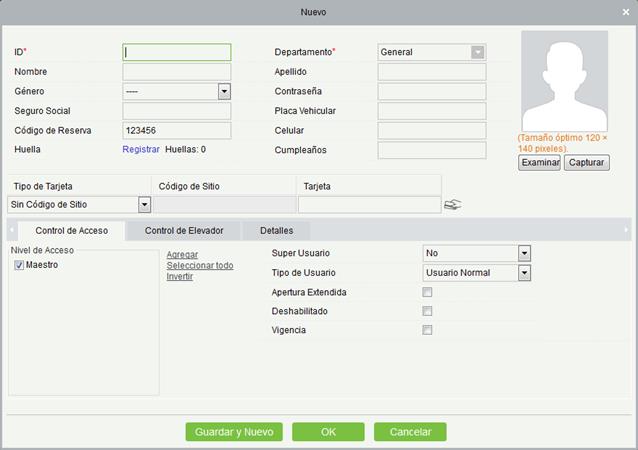 Nuevo
ID* Departamento* General
Nombre Apellido
Género ---- Contraseña
Seguro Social Placa Vehicular
Código de Reserva 123456 Celular
Huella Registrar Huellas: 0 Cumpleaños
(Tamaño óptimo 120 ×
140 pixeles).
Examinar Capturar
Tipo de Tarjeta Código de Sitio Tarjeta
Sin Código de Sitio
Control de Acceso Control de Elevador Detalles
Nivel de Acceso
Maestro
Agregar
Seleccionar todo
Invertir
Super Usuario No
Tipo de Usuario Usuario Normal
Apertura Extendida
Deshabilitado
Vigencia
Guardar y Nuevo OK Cancelar